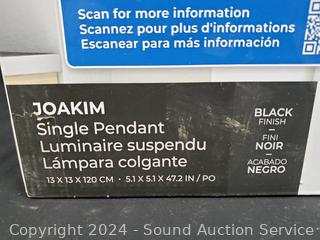 Scan for more information
Scannez pour plus d'informations
Escanear para más información
JOAKIM
Single Pendant
Luminaire suspendu
Lámpara colgante
13 X 13 X 120 CM • 5.1 X 5.1 X 47.2 IN / PO
BLACK
FINISH
FINI
NOIR
ACABADO
NEGRO
Copyright 2024 - Sound Auction Service